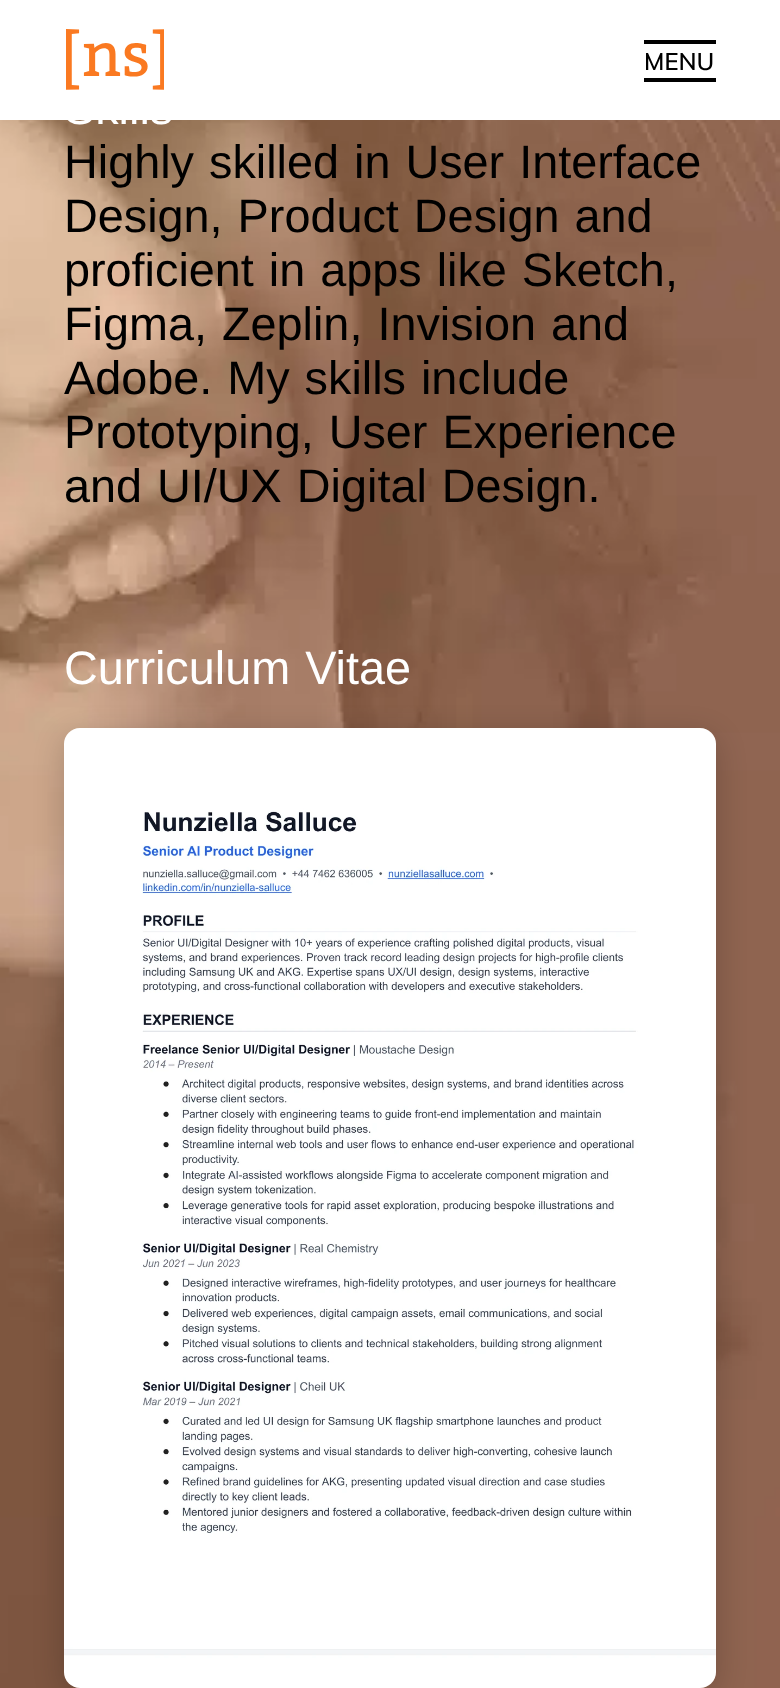 [ns]
MENU
Skills
Highly skilled in User Interface
Design, Product Design and
proficient in apps like Sketch,
Figma, Zeplin, Invision and
Adobe. My skills include
Prototyping, User Experience
and UI/UX Digital Design.
Curriculum Vitae
Nunziella Salluce
Senior AI Product Designer
nunziella.salluce@gmail.com • +44 7462 636005 • nunziellasalluce.com •
linkedin.com/in/nunziella-salluce
PROFILE
Senior UI/Digital Designer with 10+ years of experience crafting polished digital products, visual
systems, and brand experiences. Proven track record leading design projects for high-profile clients
including Samsung UK and AKG. Expertise spans UX/UI design, design systems, interactive
prototyping, and cross-functional collaboration with developers and executive stakeholders.
EXPERIENCE
Freelance Senior UI/Digital Designer | Moustache Design
2014 – Present
● Architect digital products, responsive websites, design systems, and brand identities across
diverse client sectors.
● Partner closely with engineering teams to guide front-end implementation and maintain
design fidelity throughout build phases.
● Streamline internal web tools and user flows to enhance end-user experience and operational
productivity.
● Integrate AI-assisted workflows alongside Figma to accelerate component migration and
design system tokenization.
● Leverage generative tools for rapid asset exploration, producing bespoke illustrations and
interactive visual components.
Senior UI/Digital Designer | Real Chemistry
Jun 2021 – Jun 2023
● Designed interactive wireframes, high-fidelity prototypes, and user journeys for healthcare
innovation products.
● Delivered web experiences, digital campaign assets, email communications, and social
design systems.
● Pitched visual solutions to clients and technical stakeholders, building strong alignment
across cross-functional teams.
Senior UI/Digital Designer | Cheil UK
Mar 2019 – Jun 2021
● Curated and led UI design for Samsung UK flagship smartphone launches and product
landing pages.
● Evolved design systems and visual standards to deliver high-converting, cohesive launch
campaigns.
● Refined brand guidelines for AKG, presenting updated visual direction and case studies
directly to key client leads.
● Mentored junior designers and fostered a collaborative, feedback-driven design culture within
the agency.